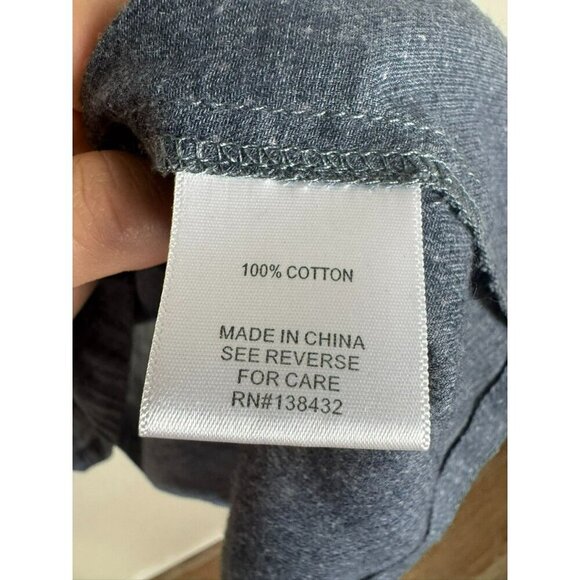 100% COTTON
MADE IN CHINA
SEE REVERSE
FOR CARE
RN#138432